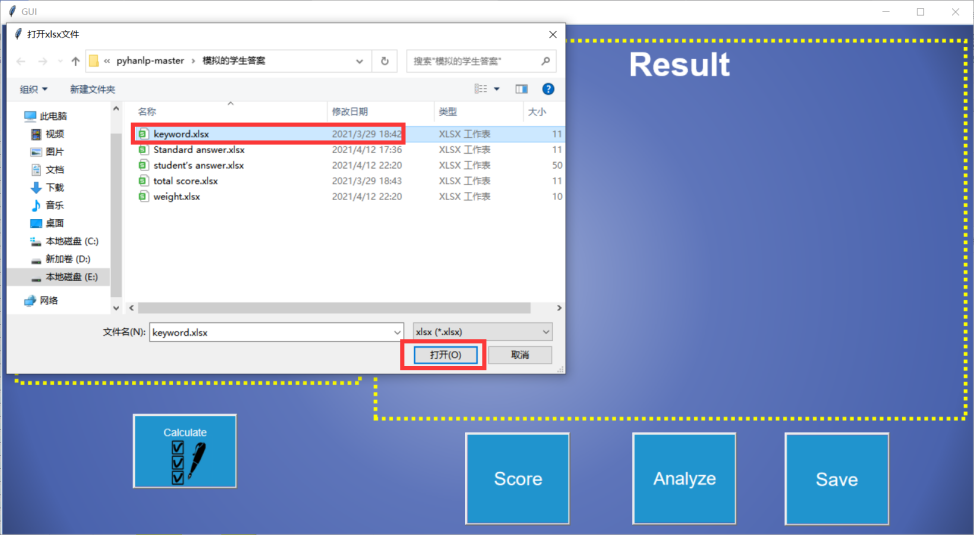 GUI
打开xlsx文件
« pyhanlp-master › 模拟的学生答案
搜索"模拟的学生答案"
组织 新建文件夹
名称 修改日期 类型 大小
此电脑
视频
图片
文档
下载
音乐
桌面
本地磁盘 (C:)
新加卷 (D:)
本地磁盘 (E:)
网络
keyword.xlsx 2021/3/29 18:42 XLSX 工作表 11
Standard answer.xlsx 2021/4/12 17:36 XLSX 工作表 11
student's answer.xlsx 2021/4/12 22:20 XLSX 工作表 50
total score.xlsx 2021/3/29 18:43 XLSX 工作表 11
weight.xlsx 2021/4/12 22:20 XLSX 工作表 10
文件名(N): keyword.xlsx xlsx (*.xlsx)
打开(O) 取消
Result
Calculate
Score
Analyze
Save